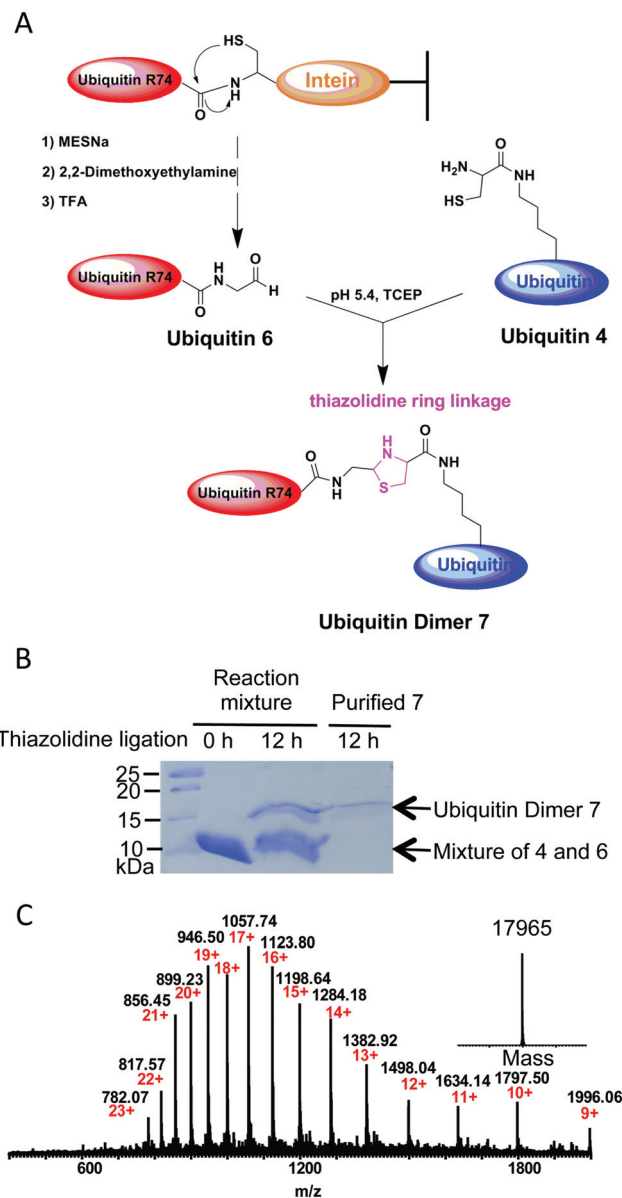 A
HS
Ubiquitin R74
N
H
O
Intein
1) MESNa
2) 2,2-Dimethoxyethylamine
3) TFA
O
H2N
NH
HS
Ubiquitin
Ubiquitin 4
Ubiquitin R74
H
N
O
O
H
Ubiquitin 6
pH 5.4, TCEP
thiazolidine ring linkage
Ubiquitin R74
O
N
H
H
N
S
O
NH
Ubiquitin
Ubiquitin Dimer 7
B
Reaction
mixture
Purified 7
Thiazolidine ligation 0 h 12 h 12 h
25
20
15
10
kDa
Ubiquitin Dimer 7
Mixture of 4 and 6
C
782.07
23+
817.57
22+
856.45
21+
899.23
20+
946.50
19+
18+
1057.74
17+
1123.80
16+
1198.64
15+
1284.18
14+
1382.92
13+
1498.04
12+
1634.14
11+
1797.50
10+
1996.06
9+
17965
Mass
600 1200 1800
m/z